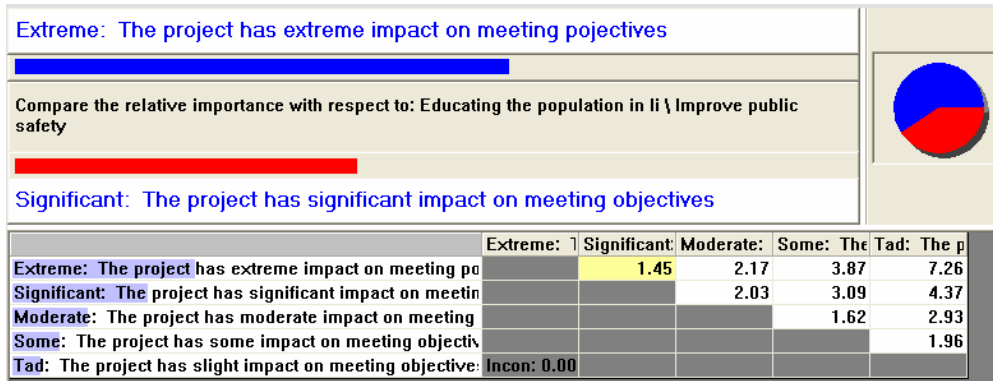 Extreme: The project has extreme impact on meeting pojectives
Compare the relative importance with respect to: Educating the population in li \ Improve public
safety
Significant: The project has significant impact on meeting objectives
Extreme: Significant: Moderate: Some: The Tad: The p
Extreme: The project has extreme impact on meeting po 1.45 2.17 3.87 7.26
Significant: The project has significant impact on meetin 2.03 3.09 4.37
Moderate: The project has moderate impact on meeting 1.62 2.93
Some: The project has some impact on meeting objectiv 1.96
Tad: The project has slight impact on meeting objective: Incon: 0.00